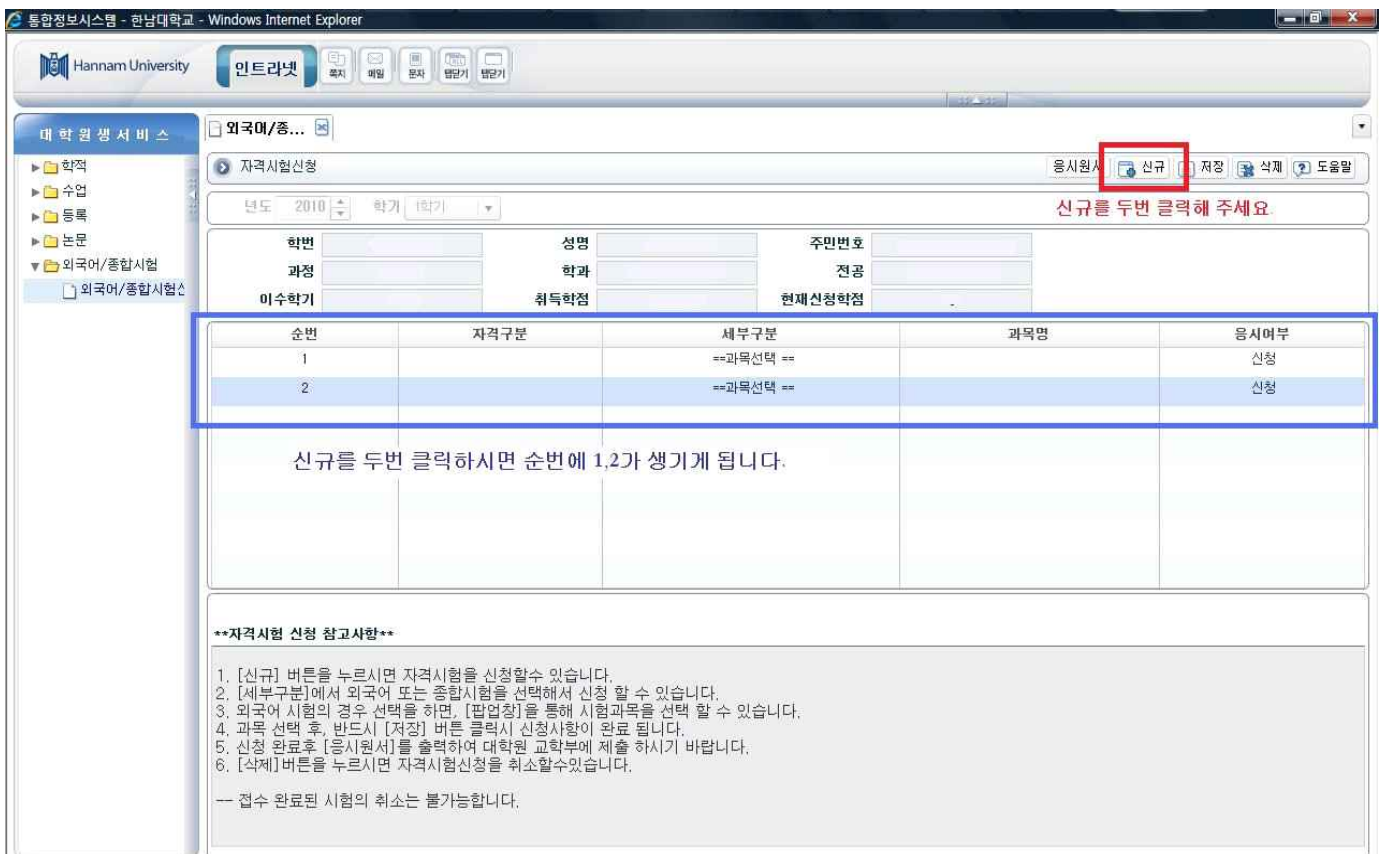 통합정보시스템 - 한남대학교 - Windows Internet Explorer
Hannam University
인트라넷
쪽지
메일
문자
탭닫기
탭닫기
대학원생서비스
외국어/종...
학적
수업
등록
논문
외국어/종합시험
외국어/종합시험신
자격시험신청
응시원서 신규 저장 삭제 도움말
년도 2010 학기 1학기
신규를 두번 클릭해 주세요.
학번 성명 주민번호
과정 학과 전공
이수학기 취득학점 현재신청학점
순번 자격구분 세부구분 과목명 응시여부
1 ==과목선택 == 신청
2 ==과목선택 == 신청
신규를 두번 클릭하시면 순번에 1,2가 생기게 됩니다.
**자격시험 신청 참고사항**
1. [신규] 버튼을 누르시면 자격시험을 신청할수 있습니다.
2. [세부구분]에서 외국어 또는 종합시험을 선택해서 신청 할 수 있습니다.
3. 외국어 시험의 경우 선택을 하면, [팝업창]을 통해 시험과목을 선택 할 수 있습니다.
4. 과목 선택 후, 반드시 [저장] 버튼 클릭시 신청사항이 완료 됩니다.
5. 신청 완료후 [응시원서]를 출력하여 대학원 교학부에 제출 하시기 바랍니다.
6. [삭제]버튼을 누르시면 자격시험신청을 취소할수있습니다.
-- 접수 완료된 시험의 취소는 불가능합니다.